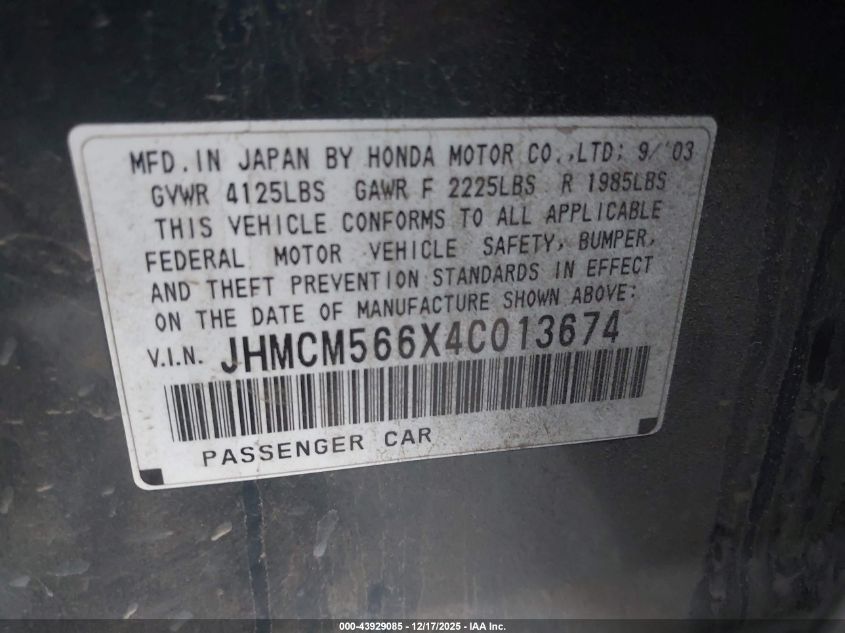 MFD. IN JAPAN BY HONDA MOTOR CO.,LTD; 9/'03
GVWR 4125LBS GAWR F 2225LBS R 1985LBS
THIS VEHICLE CONFORMS TO ALL APPLICABLE
FEDERAL MOTOR VEHICLE SAFETY, BUMPER,
AND THEFT PREVENTION STANDARDS IN EFFECT
ON THE DATE OF MANUFACTURE SHOWN ABOVE:
V.I.N. JHMCM566X4C013674
PASSENGER CAR
000-43929085 - 12/17/2025 - IAA Inc.